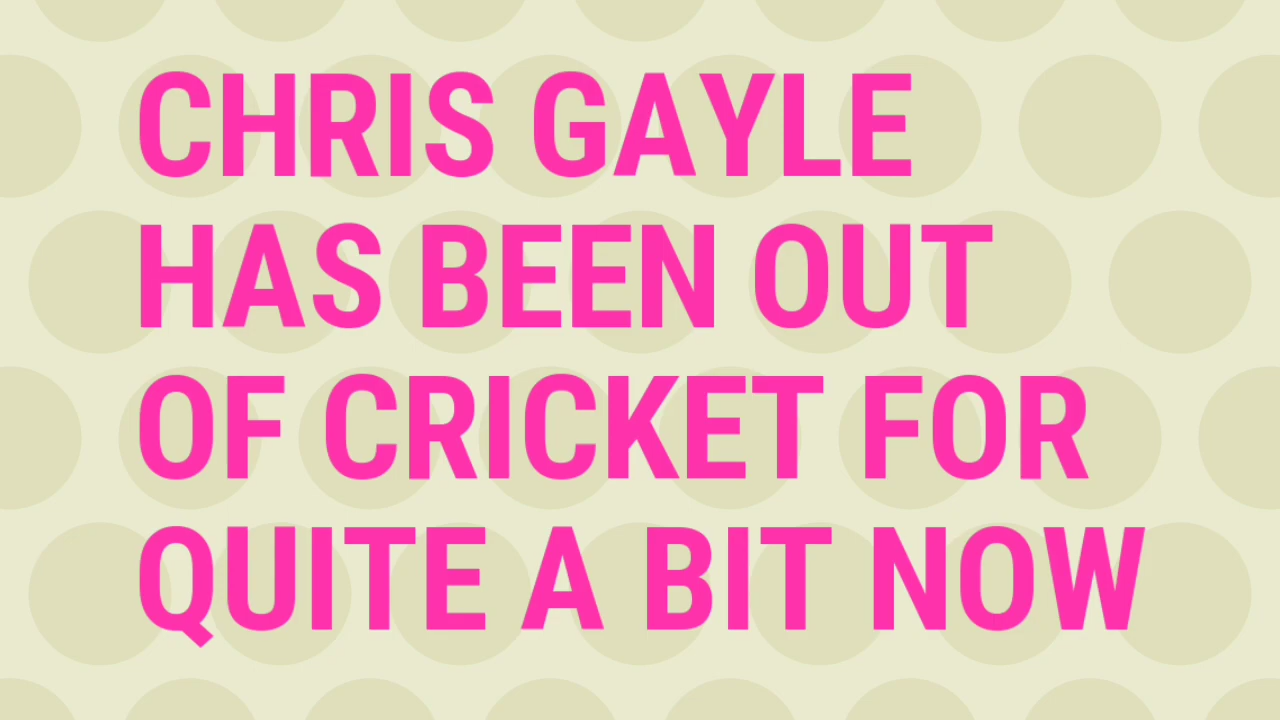 CHRIS GAYLE
HAS BEEN OUT
OF CRICKET FOR
QUITE A BIT NOW